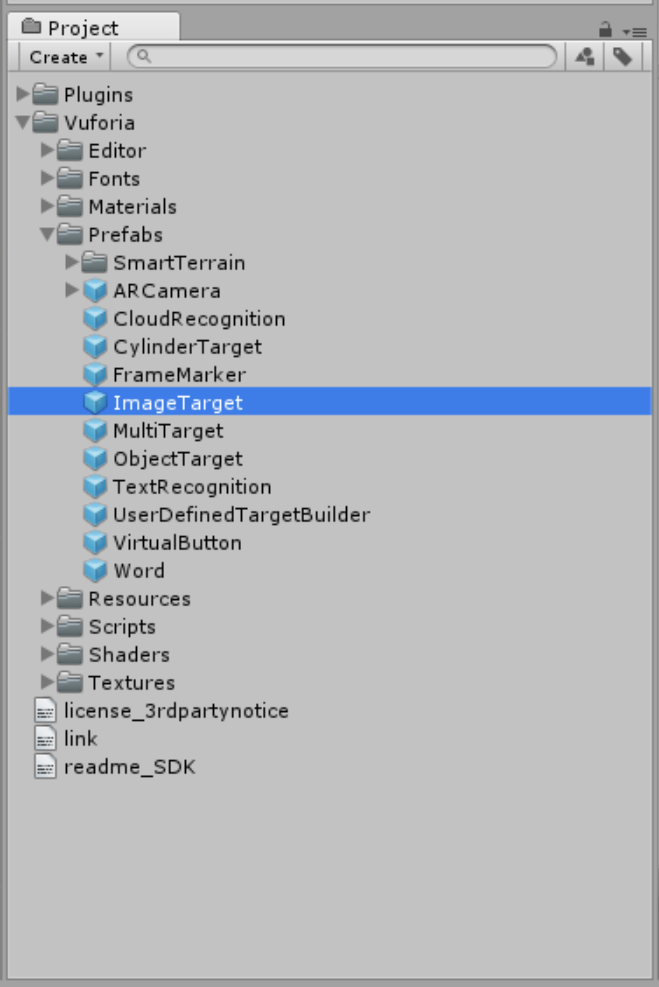 Project
Create
Plugins
Vuforia
Editor
Fonts
Materials
Prefabs
SmartTerrain
ARCamera
CloudRecognition
CylinderTarget
FrameMarker
ImageTarget
MultiTarget
ObjectTarget
TextRecognition
UserDefinedTargetBuilder
VirtualButton
Word
Resources
Scripts
Shaders
Textures
license_3rdpartynotice
link
readme_SDK